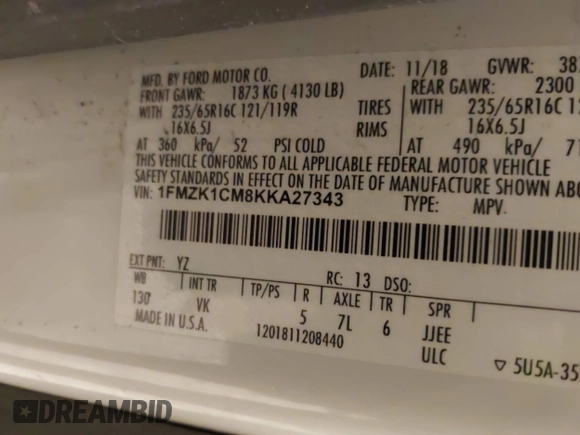 MFD. BY FORD MOTOR CO.
DATE: 11/18 GVWR: 38
FRONT GAWR: 1873 KG ( 4130 LB)
REAR GAWR: 2300
WITH 235/65R16C 121/119R TIRES WITH 235/65R16C
16X6.5J RIMS 16X6.5J
AT 360 kPa/ 52 PSI COLD AT 490 kPa/ 7
THIS VEHICLE CONFORMS TO ALL APPLICABLE FEDERAL MOTOR VEHICLE
SAFETY STANDARDS IN EFFECT ON THE DATE OF MANUFACTURE SHOWN ABO
VIN: 1FMZK1CM8KKA27343 TYPE: MPV
EXT PNT: YZ RC: 13 DSO:
WB INT TR TP/PS R AXLE TR SPR
130 VK 5 7L 6 JJEE
MADE IN U.S.A. 1201811208440 ULC
▽ 5U5A-35
DREAMBID